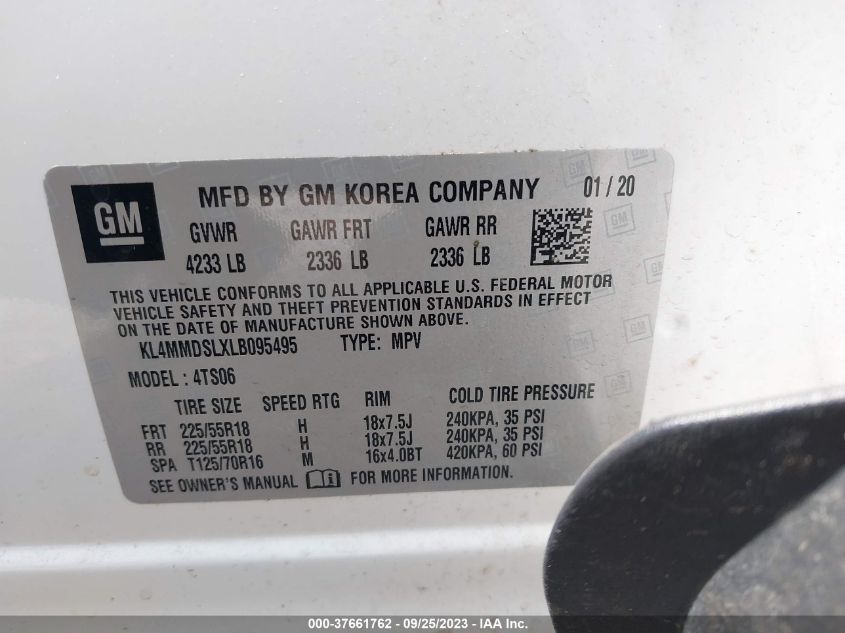 GM
MFD BY GM KOREA COMPANY 01 / 20
GVWR GAWR FRT GAWR RR
4233 LB 2336 LB 2336 LB
THIS VEHICLE CONFORMS TO ALL APPLICABLE U.S. FEDERAL MOTOR
VEHICLE SAFETY AND THEFT PREVENTION STANDARDS IN EFFECT
ON THE DATE OF MANUFACTURE SHOWN ABOVE.
KL4MMDSLXLB095495 TYPE: MPV
MODEL : 4TS06
TIRE SIZE SPEED RTG RIM COLD TIRE PRESSURE
FRT 225/55R18 H 18x7.5J 240KPA, 35 PSI
RR 225/55R18 H 18x7.5J 240KPA, 35 PSI
SPA T125/70R16 M 16x4.0BT 420KPA, 60 PSI
SEE OWNER'S MANUAL FOR MORE INFORMATION.
000-37661762 - 09/25/2023 - IAA Inc.